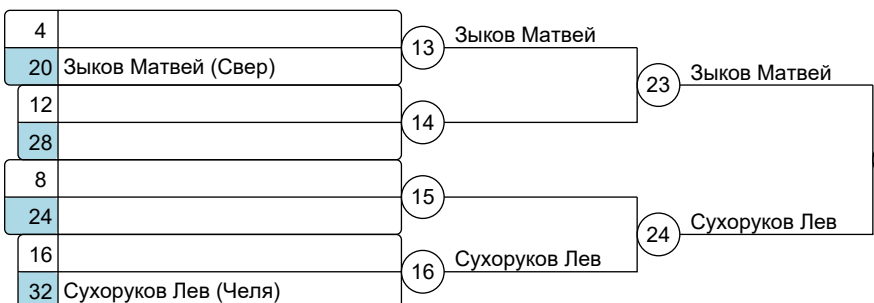 4
20 Зыков Матвей (Свер)
13 Зыков Матвей
23 Зыков Матвей
12
28
14
8
24
15
24 Сухоруков Лев
16
32 Сухоруков Лев (Челя)
16 Сухоруков Лев